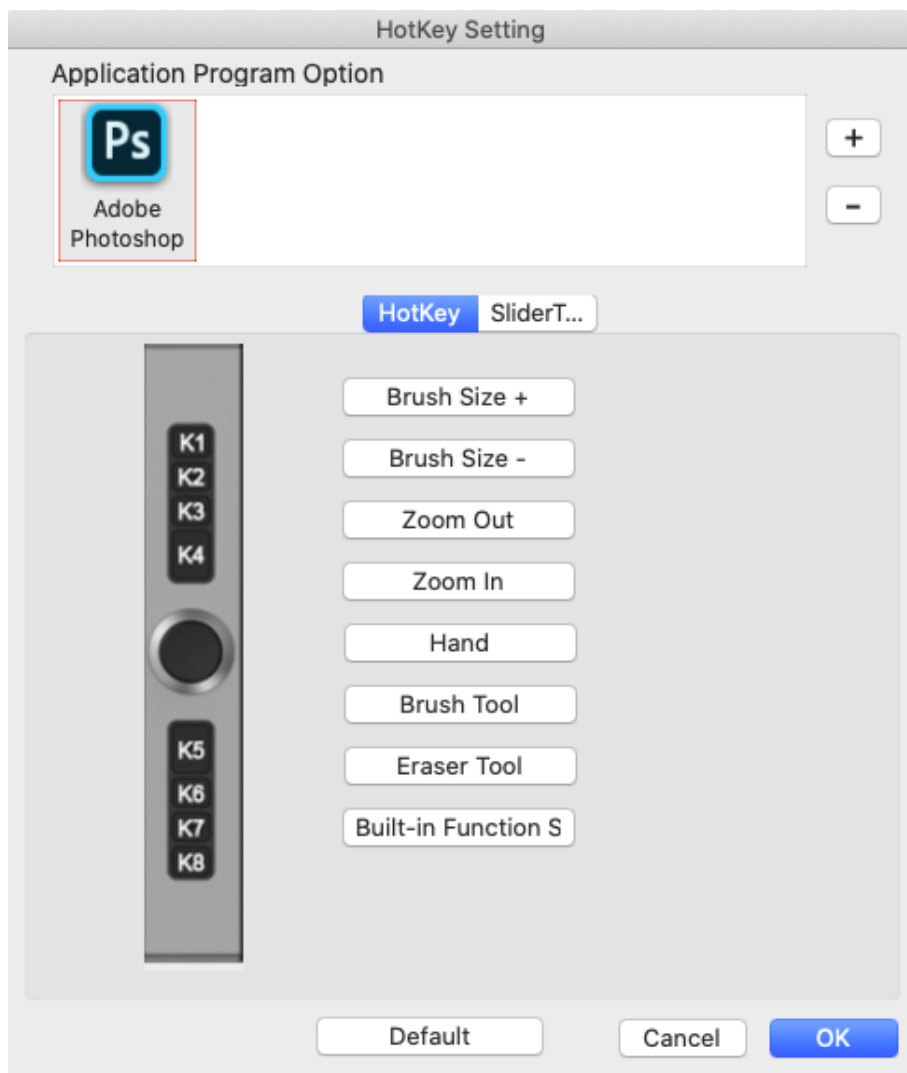 HotKey Setting
Application Program Option
Ps
Adobe
Photoshop
+
-
HotKey
SliderT...
K1
K2
K3
K4
K5
K6
K7
K8
Brush Size +
Brush Size -
Zoom Out
Zoom In
Hand
Brush Tool
Eraser Tool
Built-in Function S
Default
Cancel
OK